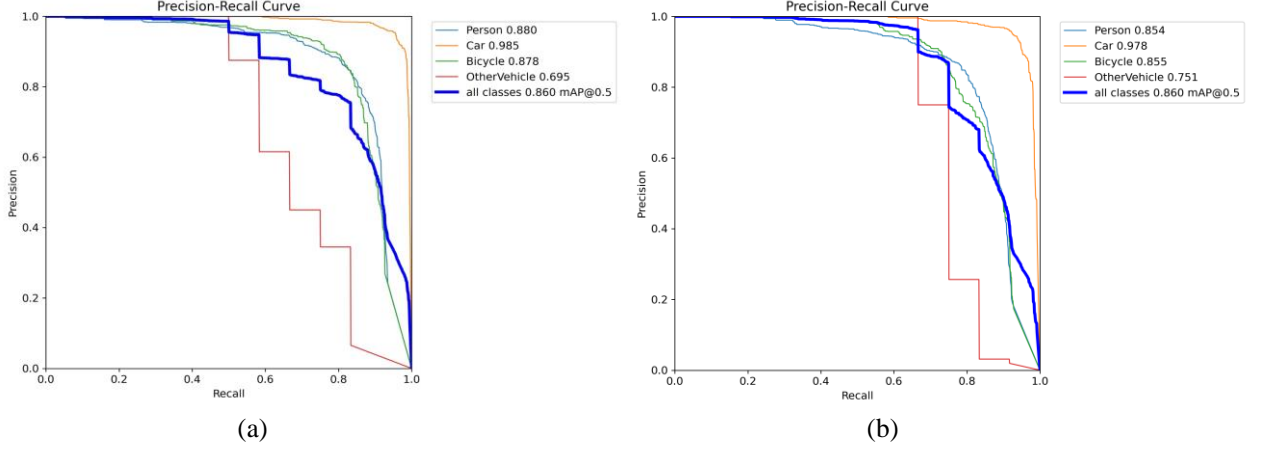 Precision-Recall Curve
Person 0.880
Car 0.985
Bicycle 0.878
OtherVehicle 0.695
all classes 0.860 mAP@0.5
Precision
1.0
0.8
0.6
0.4
0.2
0.0
0.0 0.2 0.4 0.6 0.8 1.0
Recall
(a)
Precision-Recall Curve
Person 0.854
Car 0.978
Bicycle 0.855
OtherVehicle 0.751
all classes 0.860 mAP@0.5
Precision
1.0
0.8
0.6
0.4
0.2
0.0
0.0 0.2 0.4 0.6 0.8 1.0
Recall
(b)